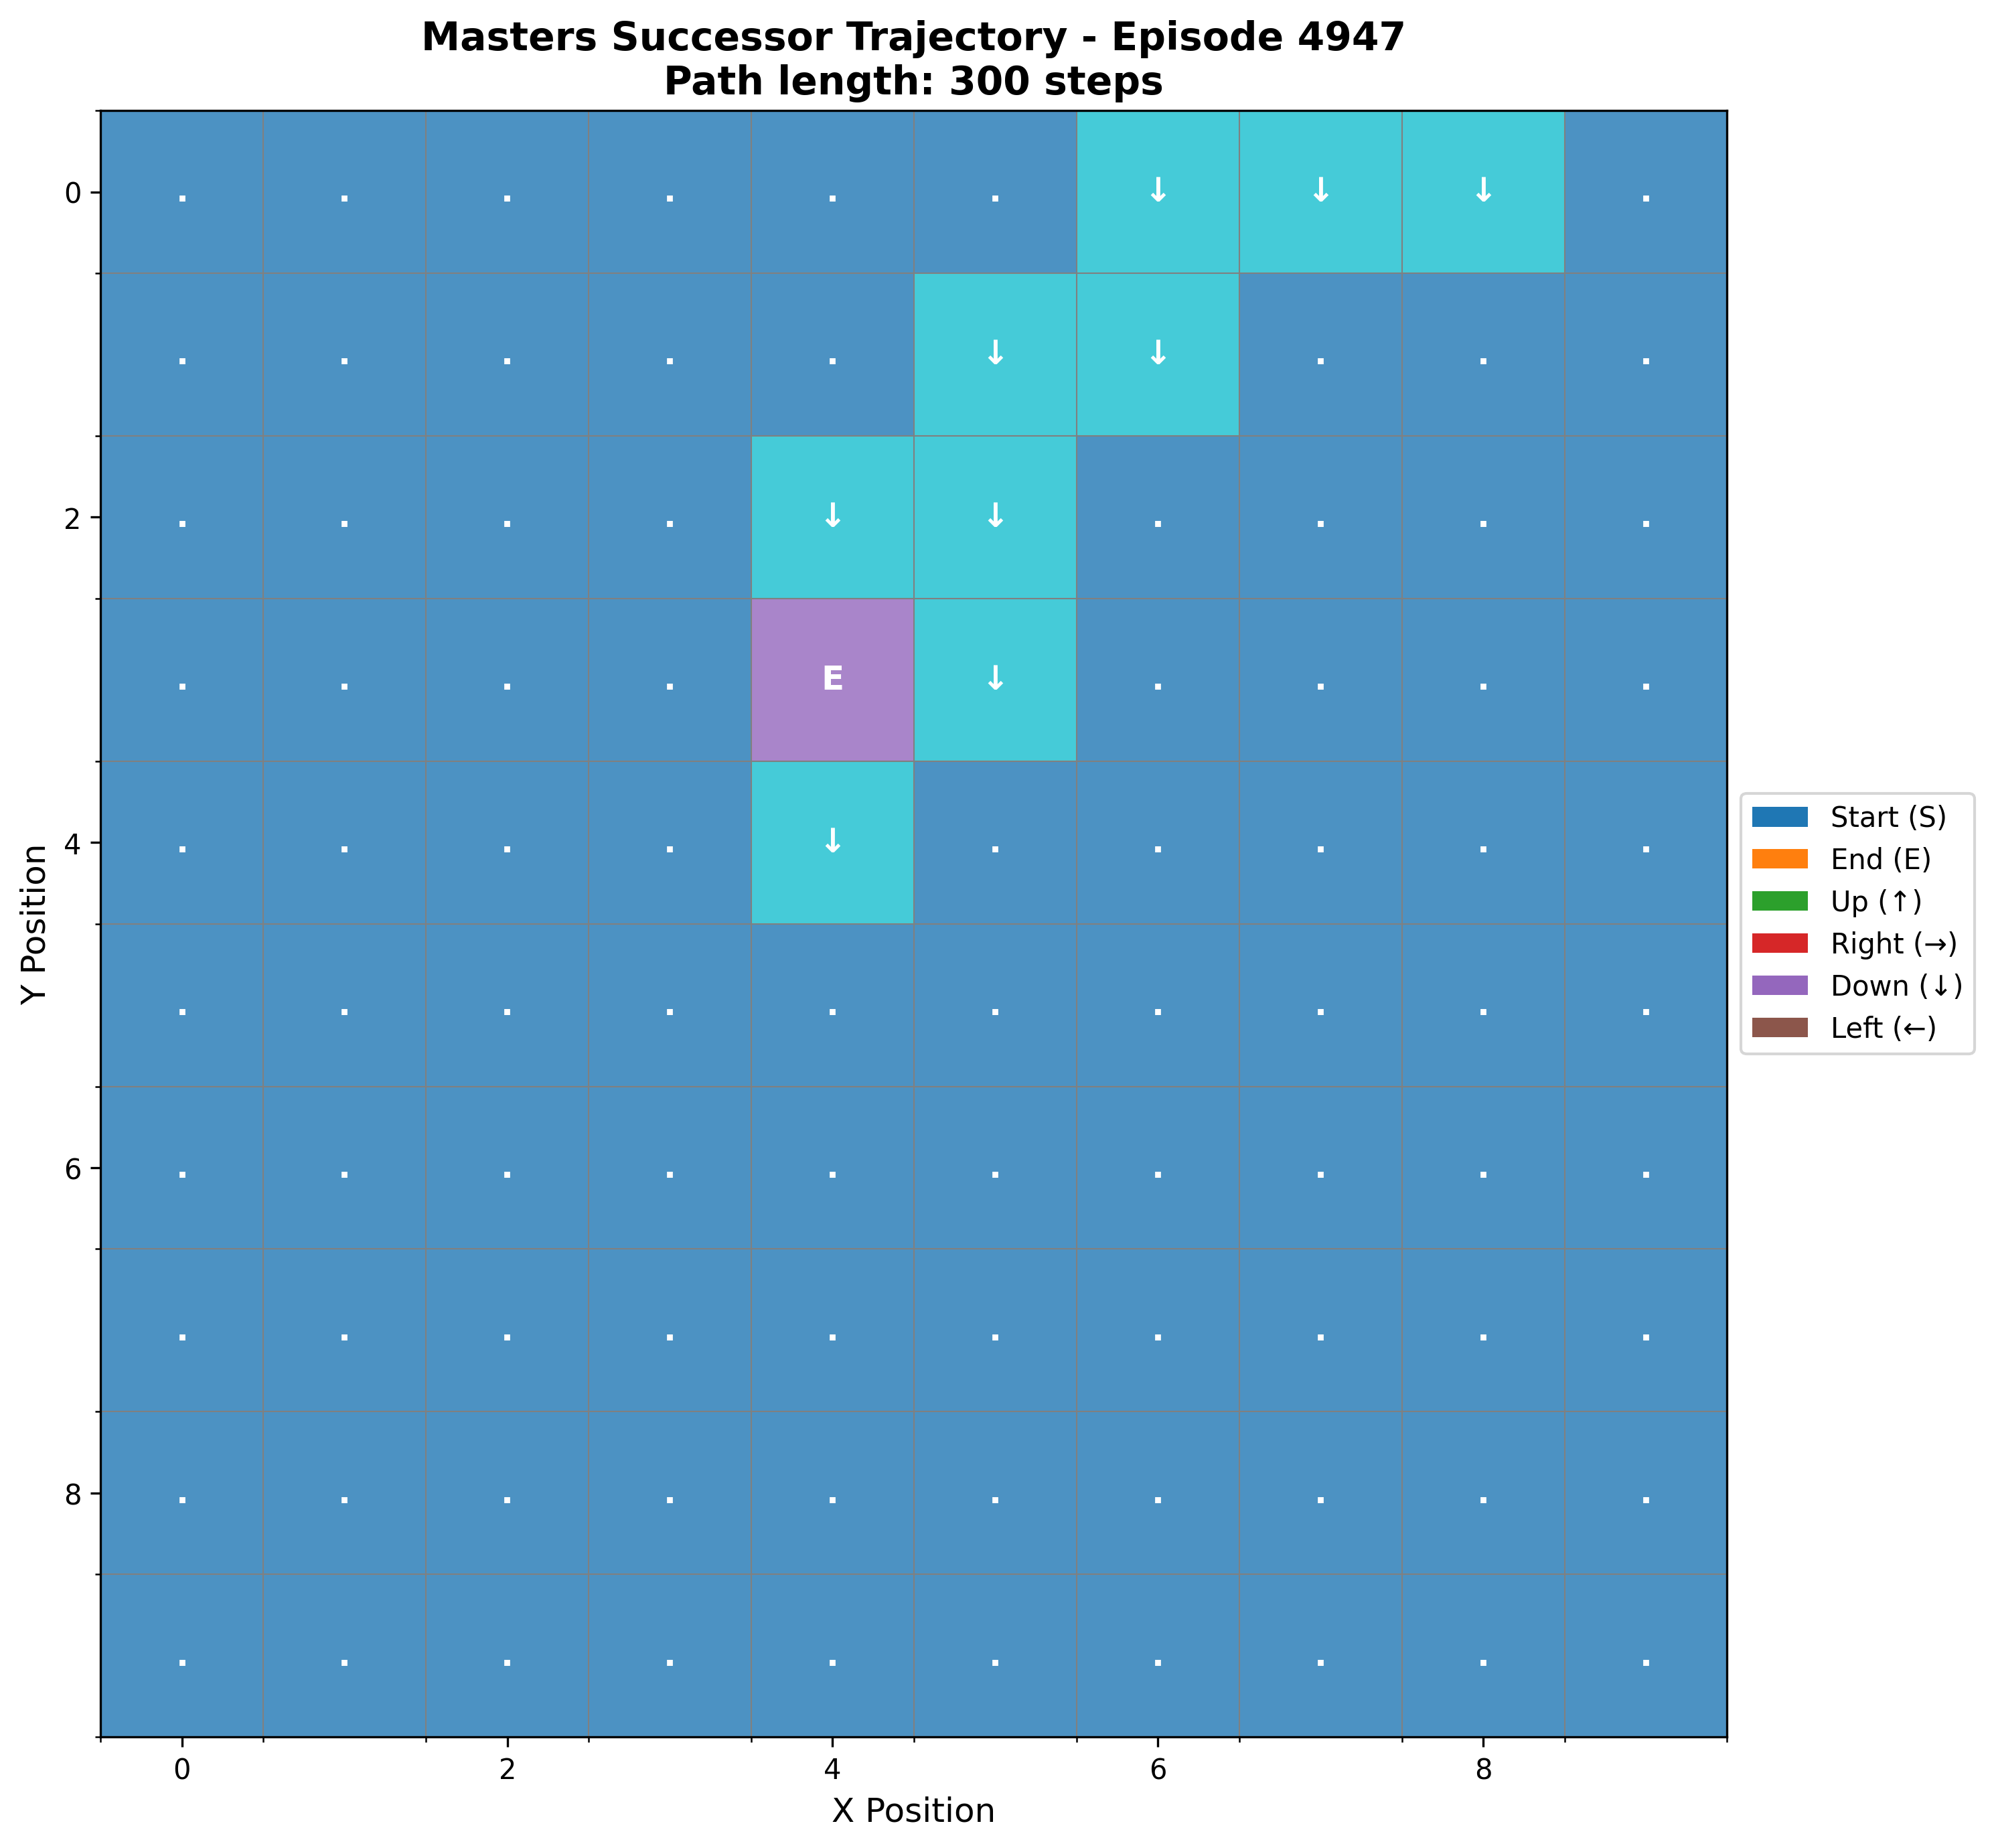 Masters Successor Trajectory - Episode 4947
Path length: 300 steps
0 . . . . . . ↓ ↓ ↓ .
. . . . . ↓ ↓ . . .
2 . . . . ↓ ↓ . . . .
. . . . E ↓ . . . .
4 . . . . ↓ . . . . .
. . . . . . . . . .
6 . . . . . . . . . .
. . . . . . . . . .
8 . . . . . . . . . .
. . . . . . . . . .
0 2 4 6 8
X Position
Y Position
Start (S)
End (E)
Up (↑)
Right (→)
Down (↓)
Left (←)